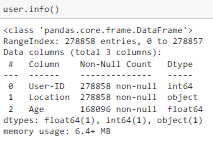 user.info()
<class 'pandas.core.frame.DataFrame'>
RangeIndex: 278858 entries, 0 to 278857
Data columns (total 3 columns):
#   Column    Non-Null Count   Dtype
---  ------    --------------   -----
0   User-ID   278858 non-null  int64
1   Location  278858 non-null  object
2   Age       168096 non-null  float64
dtypes: float64(1), int64(1), object(1)
memory usage: 6.4+ MB